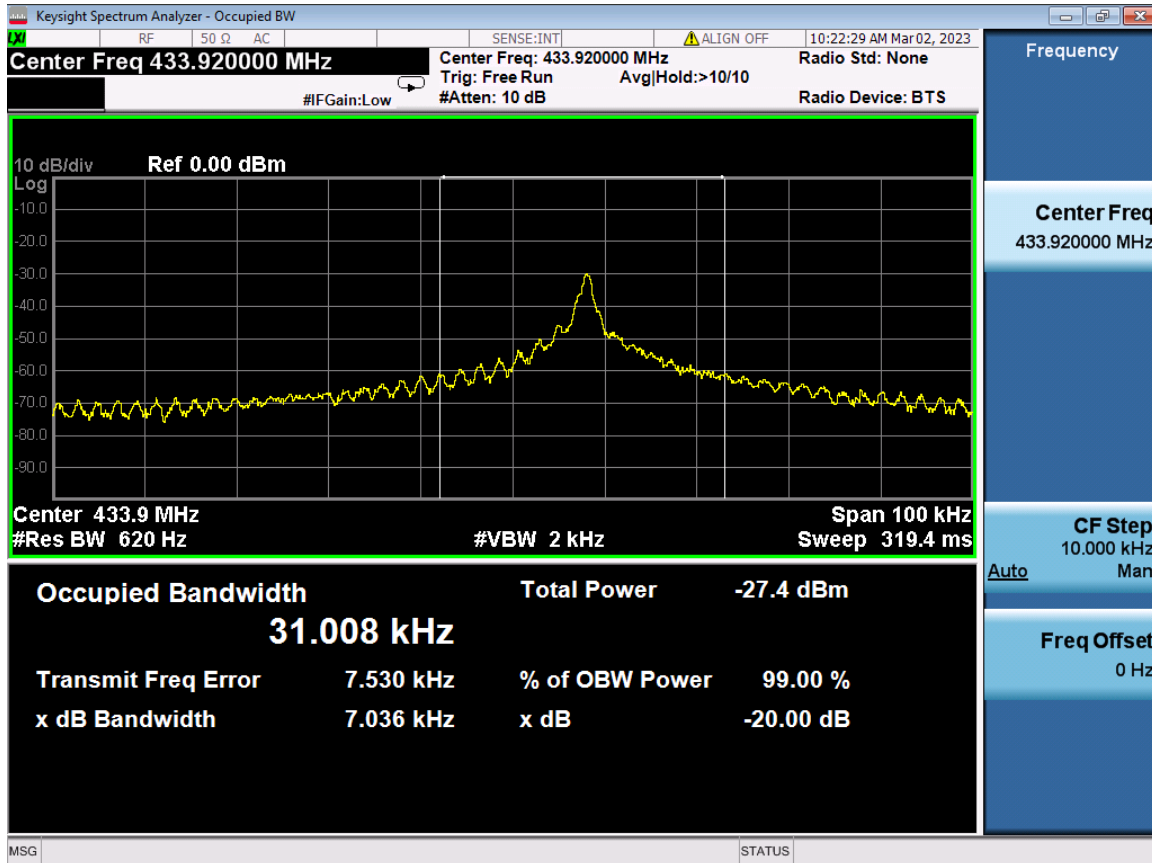 Keysight Spectrum Analyzer - Occupied BW
LXI RF 50 Ω AC SENSE:INT ALIGN OFF 10:22:29 AM Mar 02, 2023
Center Freq 433.920000 MHz
Center Freq: 433.920000 MHz Radio Std: None
Trig: Free Run Avg|Hold:>10/10
#IFGain:Low #Atten: 10 dB Radio Device: BTS
10 dB/div Ref 0.00 dBm
Log
-10.0
-20.0
-30.0
-40.0
-50.0
-60.0
-70.0
-80.0
-90.0
Center 433.9 MHz Span 100 kHz
#Res BW 620 Hz #VBW 2 kHz Sweep 319.4 ms
Occupied Bandwidth Total Power -27.4 dBm
31.008 kHz
Transmit Freq Error 7.530 kHz % of OBW Power 99.00 %
x dB Bandwidth 7.036 kHz x dB -20.00 dB
Frequency
Center Freq
433.920000 MHz
CF Step
10.000 kHz
Auto Man
Freq Offset
0 Hz
MSG STATUS